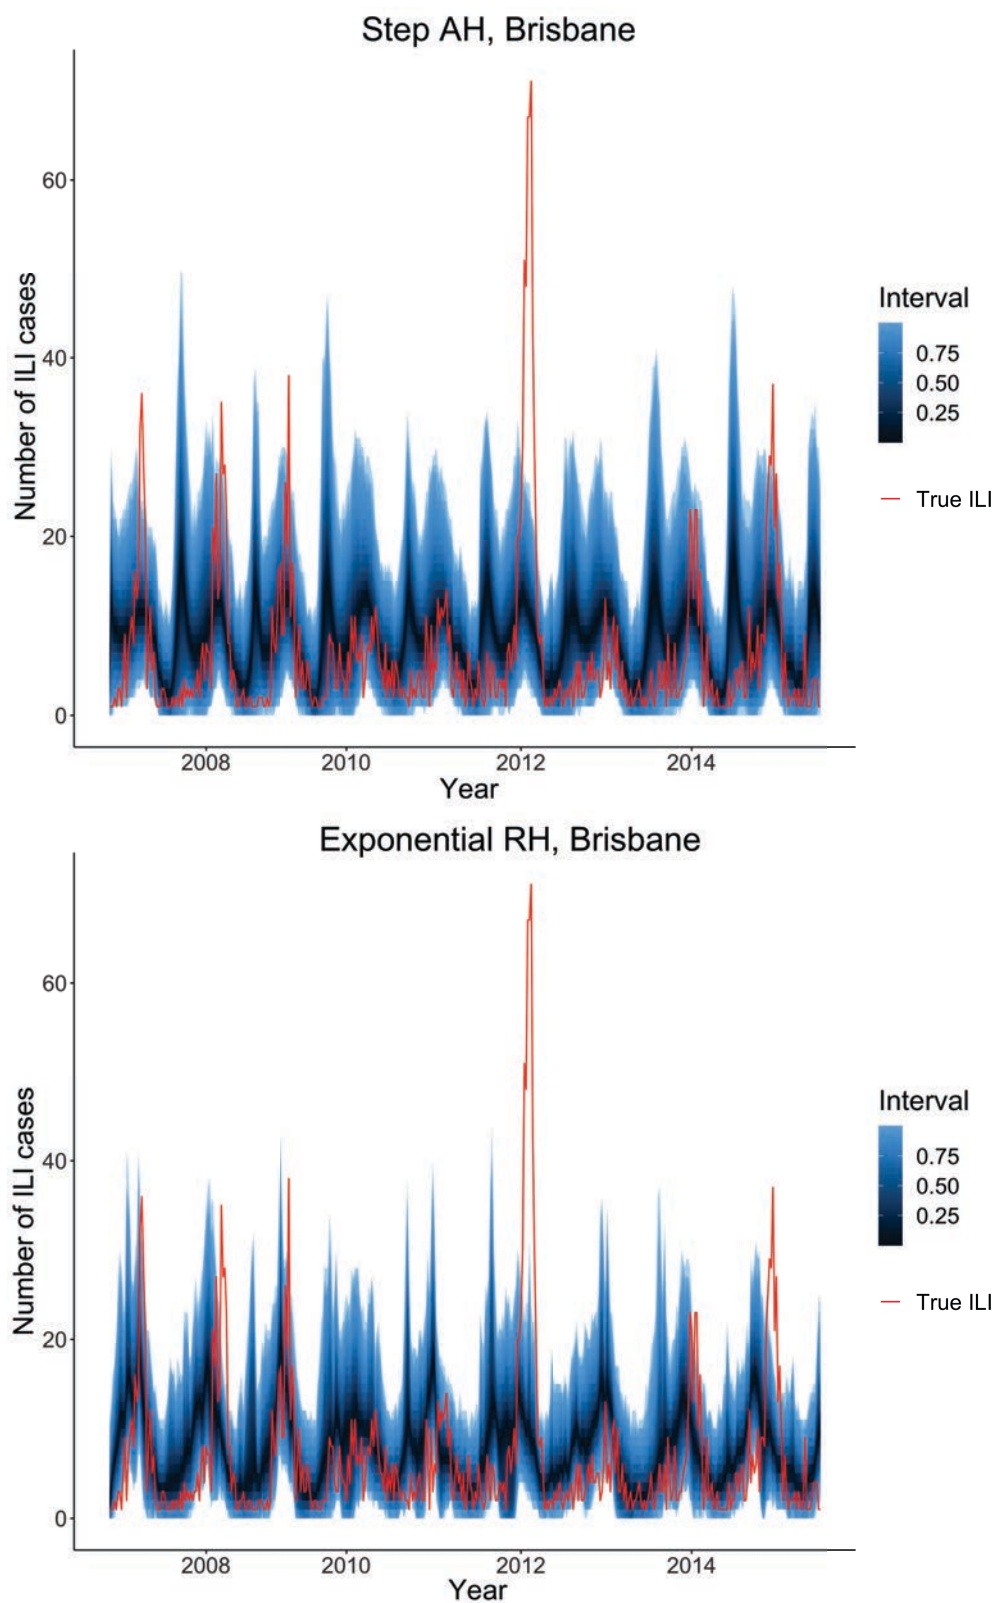 Step AH, Brisbane
Number of ILI cases
60
40
20
0
2008 2010 2012 2014
Year
Interval
0.75
0.50
0.25
True ILI
Exponential RH, Brisbane
Number of ILI cases
60
40
20
0
2008 2010 2012 2014
Year
Interval
0.75
0.50
0.25
True ILI